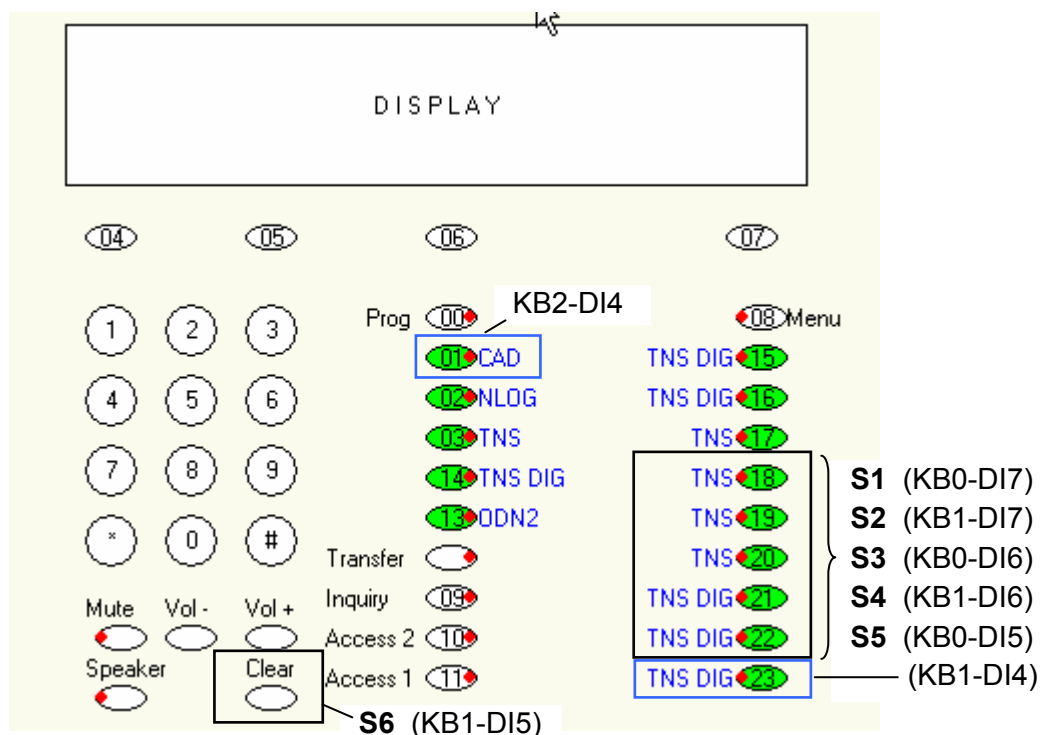 DISPLAY
04 05 06 07
KB2-DI4
1 2 3 Prog 00 08 Menu
01 CAD TNS DIG 15
4 5 6 02 NLOG TNS DIG 16
03 TNS TNS 17
7 8 9 14 TNS DIG TNS 18 S1 (KB0-DI7)
13 ODN2 TNS 19 S2 (KB1-DI7)
* 0 # Transfer TNS 20 S3 (KB0-DI6)
Mute Vol - Vol + Inquiry 09 TNS DIG 21 S4 (KB1-DI6)
Access 2 10 TNS DIG 22 S5 (KB0-DI5)
Speaker Clear Access 1 11 TNS DIG 23 (KB1-DI4)
S6 (KB1-DI5)